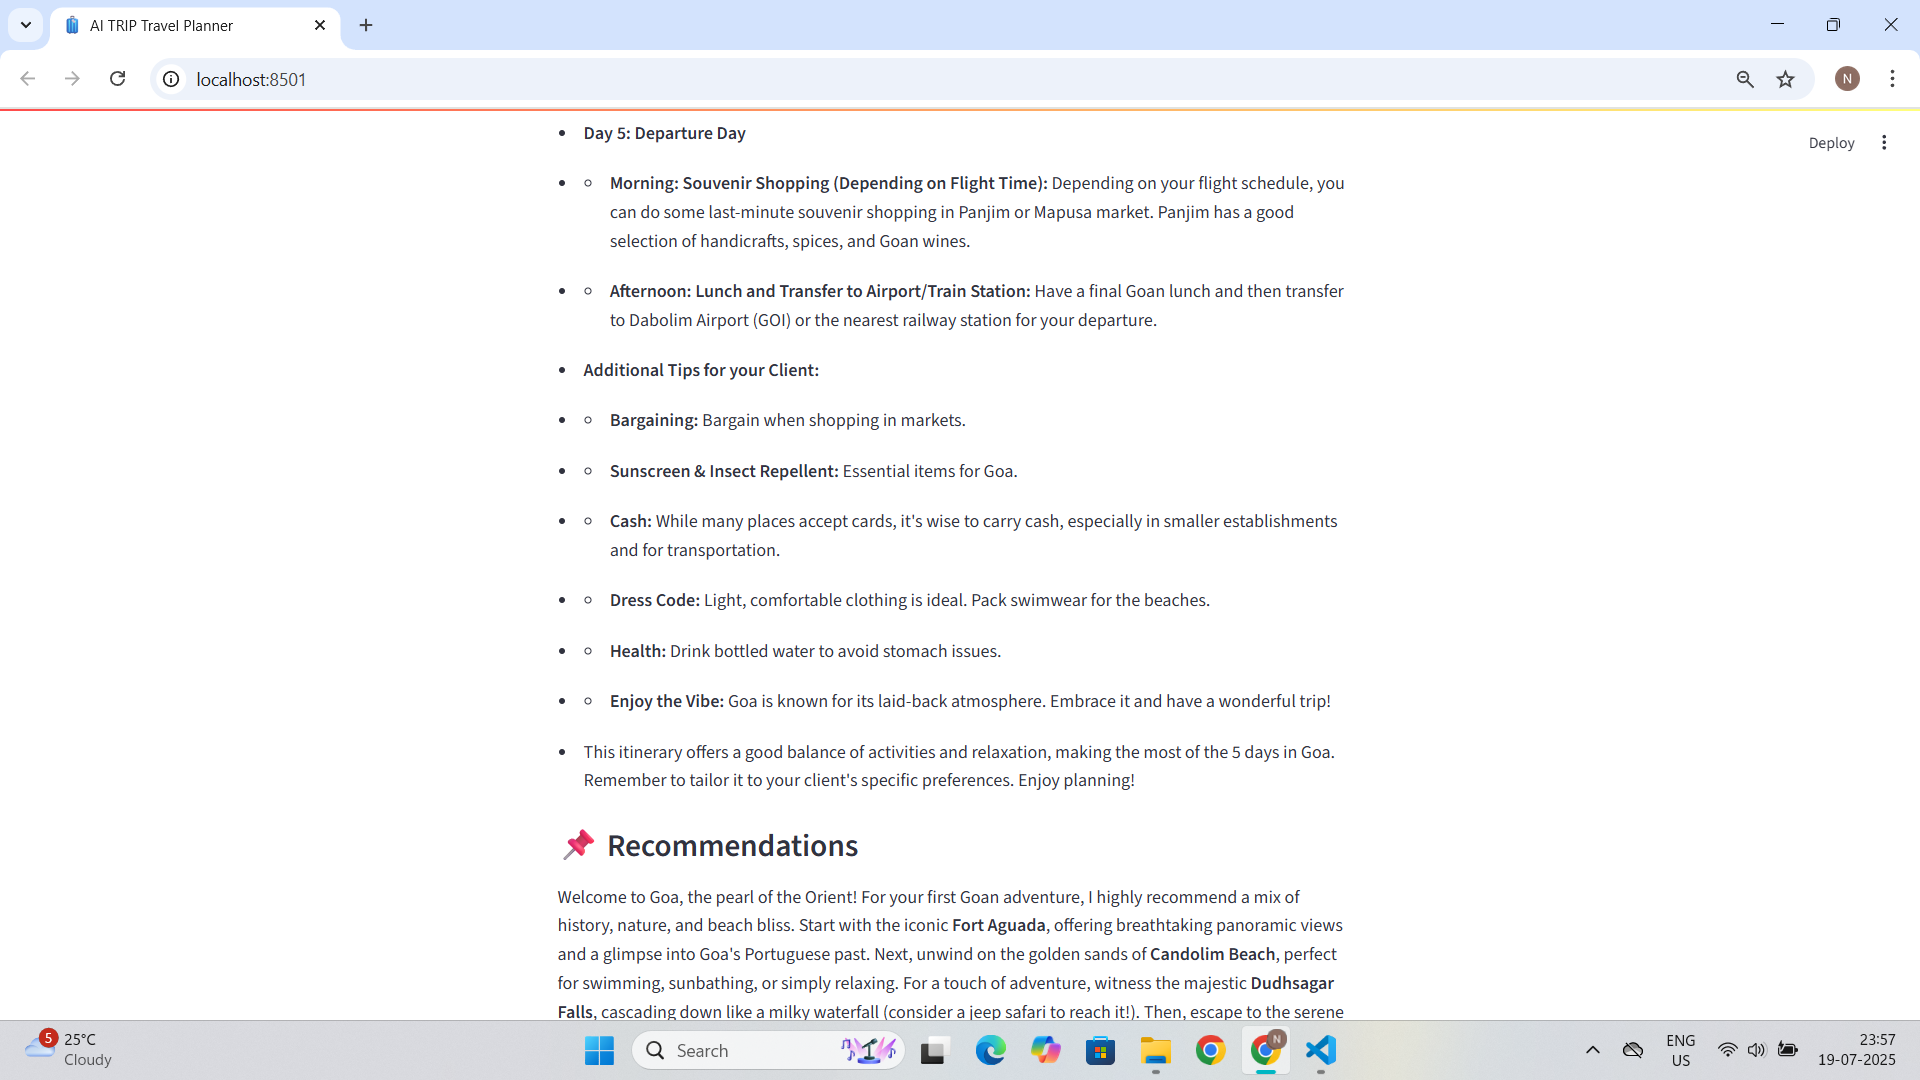 AI TRIP Travel Planner
localhost:8501
N
Deploy
Day 5: Departure Day
Morning: Souvenir Shopping (Depending on Flight Time): Depending on your flight schedule, you
can do some last-minute souvenir shopping in Panjim or Mapusa market. Panjim has a good
selection of handicrafts, spices, and Goan wines.
Afternoon: Lunch and Transfer to Airport/Train Station: Have a final Goan lunch and then transfer
to Dabolim Airport (GOI) or the nearest railway station for your departure.
Additional Tips for your Client:
Bargaining: Bargain when shopping in markets.
Sunscreen & Insect Repellent: Essential items for Goa.
Cash: While many places accept cards, it's wise to carry cash, especially in smaller establishments
and for transportation.
Dress Code: Light, comfortable clothing is ideal. Pack swimwear for the beaches.
Health: Drink bottled water to avoid stomach issues.
Enjoy the Vibe: Goa is known for its laid-back atmosphere. Embrace it and have a wonderful trip!
This itinerary offers a good balance of activities and relaxation, making the most of the 5 days in Goa.
Remember to tailor it to your client's specific preferences. Enjoy planning!
Recommendations
Welcome to Goa, the pearl of the Orient! For your first Goan adventure, I highly recommend a mix of
history, nature, and beach bliss. Start with the iconic Fort Aguada, offering breathtaking panoramic views
and a glimpse into Goa's Portuguese past. Next, unwind on the golden sands of Candolim Beach, perfect
for swimming, sunbathing, or simply relaxing. For a touch of adventure, witness the majestic Dudhsagar
Falls, cascading down like a milky waterfall (consider a jeep safari to reach it!). Then, escape to the serene
5
25°C
Cloudy
Search
N
ENG
US
23:57
19-07-2025